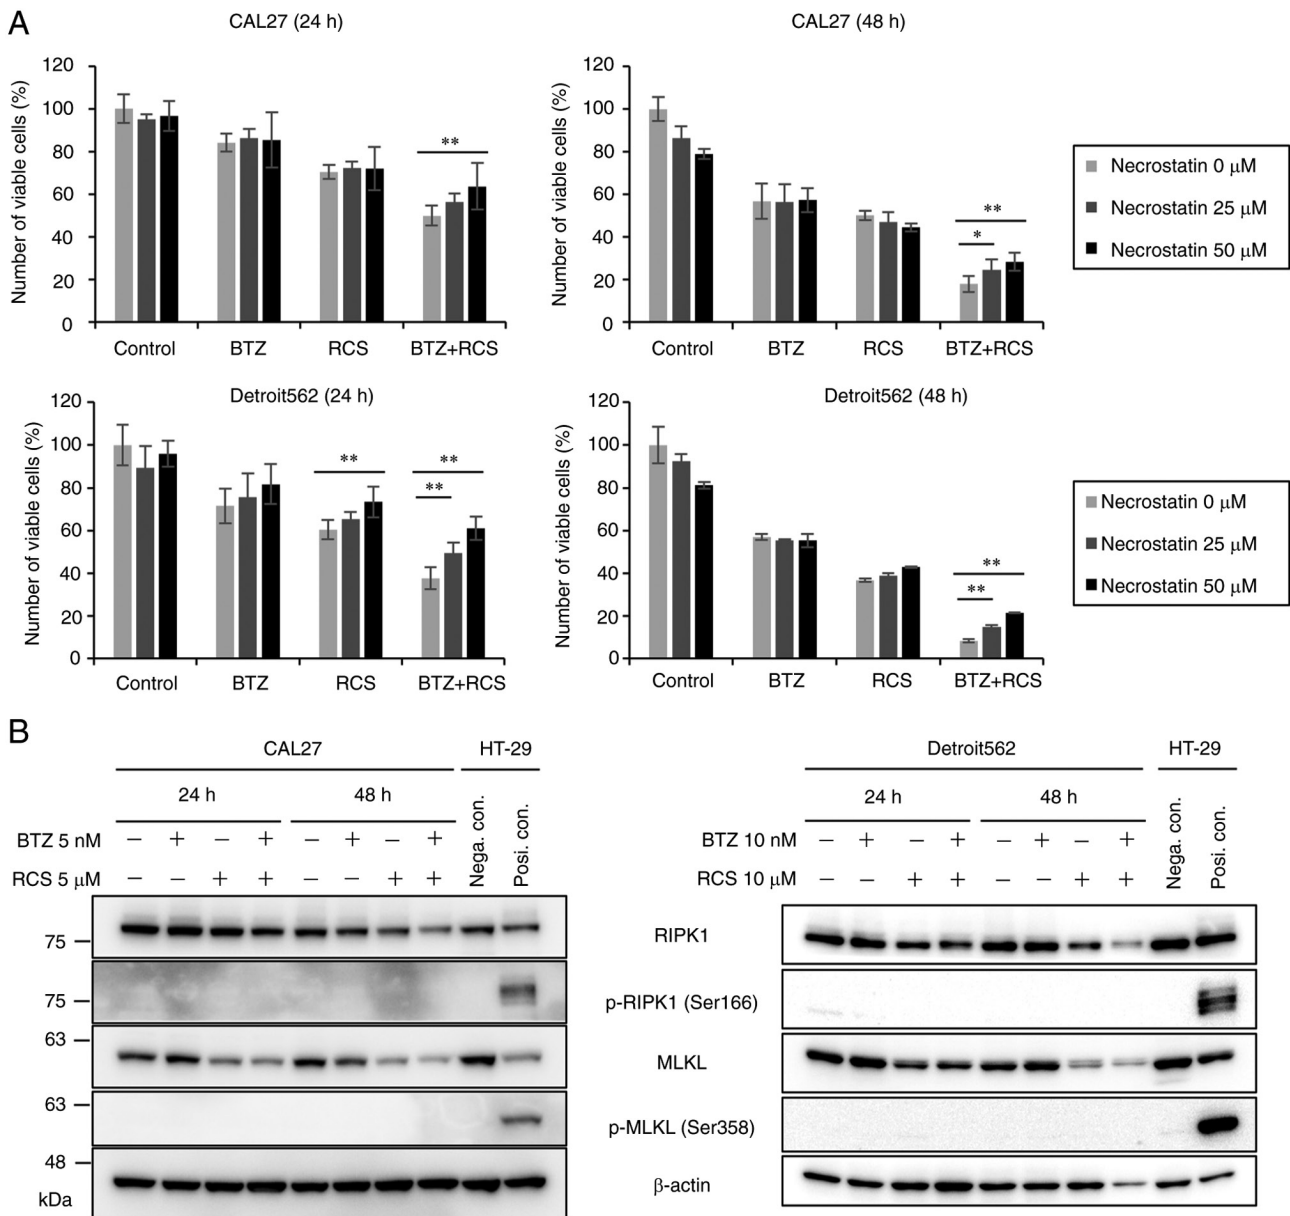 A
CAL27 (24 h)
Number of viable cells (%)
120
100
80
60
40
20
0
**
Control BTZ RCS BTZ+RCS
CAL27 (48 h)
Number of viable cells (%)
120
100
80
60
40
20
0
**
*
Control BTZ RCS BTZ+RCS
Necrostatin 0 μM
Necrostatin 25 μM
Necrostatin 50 μM
Detroit562 (24 h)
Number of viable cells (%)
120
100
80
60
40
20
0
** **
**
Control BTZ RCS BTZ+RCS
Detroit562 (48 h)
Number of viable cells (%)
120
100
80
60
40
20
0
**
**
Control BTZ RCS BTZ+RCS
Necrostatin 0 μM
Necrostatin 25 μM
Necrostatin 50 μM
B
CAL27 HT-29
24 h 48 h
BTZ 5 nM − + − + − + − +
RCS 5 μM − − + + − − + +
Nega. con.
Posi. con.
75
75
63
63
48
kDa
Detroit562 HT-29
24 h 48 h
BTZ 10 nM − + − + − + − +
RCS 10 μM − − + + − − + +
Nega. con.
Posi. con.
RIPK1
p-RIPK1 (Ser166)
MLKL
p-MLKL (Ser358)
β-actin